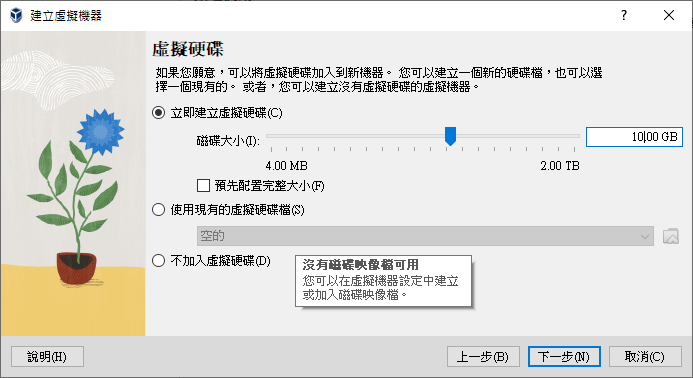 建立虛擬機器
虛擬硬碟
如果您願意，可以將虛擬硬碟加入到新機器。您可以建立一個新的硬碟檔，也可以選
擇一個現有的。或者，您可以建立沒有虛擬硬碟的虛擬機器。
立即建立虛擬硬碟(C)
磁碟大小(I):
10.00 GB
4.00 MB
2.00 TB
預先配置完整大小(F)
使用現有的虛擬硬碟檔(S)
空的
不加入虛擬硬碟(D)
沒有磁碟映像檔可用
您可以在虛擬機器設定中建立
或加入磁碟映像檔。
說明(H)
上一步(B)
下一步(N)
取消(C)